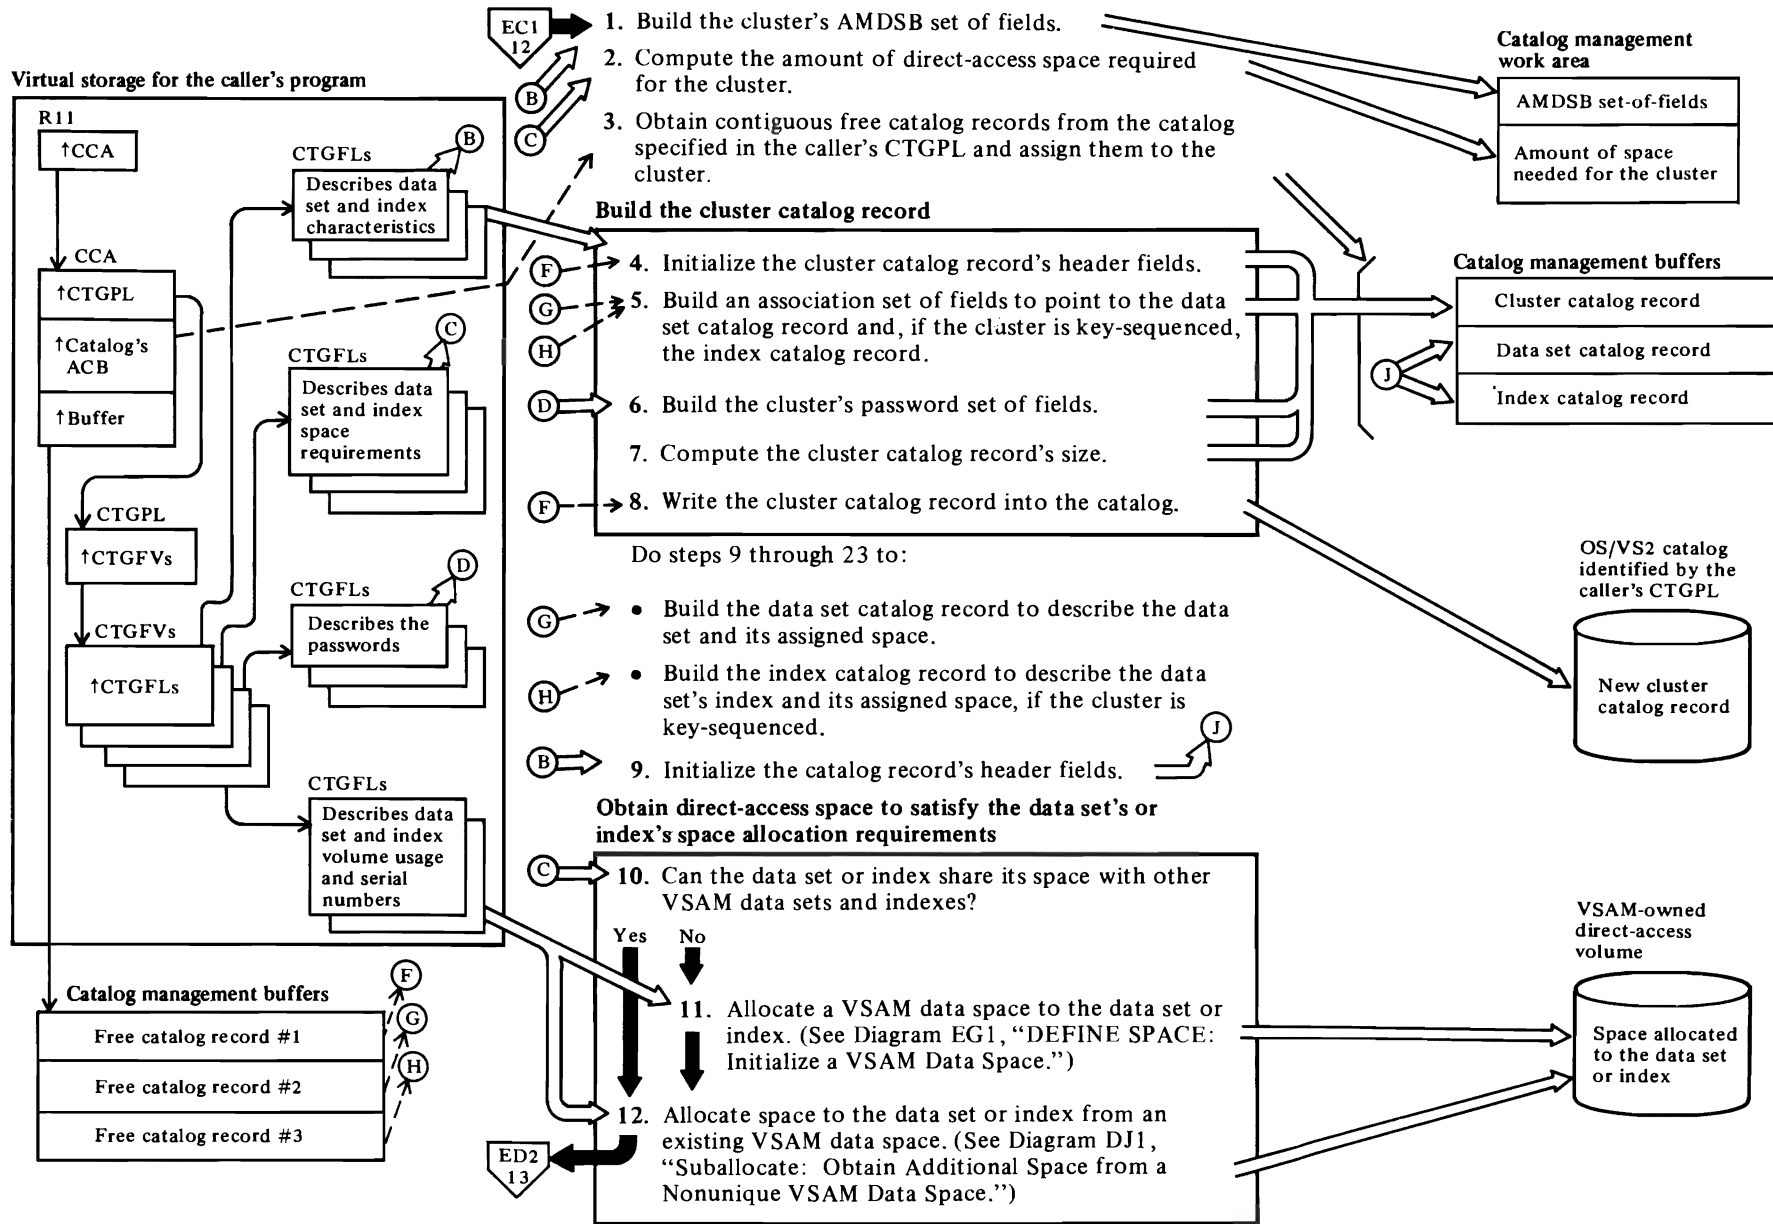 EC1
12
1. Build the cluster's AMDSB set of fields.
2. Compute the amount of direct-access space required
for the cluster.
3. Obtain contiguous free catalog records from the catalog
specified in the caller's CTGPL and assign them to the
cluster.
B
C
Catalog management
work area
AMDSB set-of-fields
Amount of space
needed for the cluster
Virtual storage for the caller's program
R11
↑CCA
CCA
↑CTGPL
↑Catalog's
ACB
↑Buffer
CTGPL
↑CTGFVs
CTGFVs
↑CTGFLs
CTGFLs
B
Describes data
set and index
characteristics
CTGFLs
C
Describes data
set and index
space
requirements
CTGFLs
D
Describes the
passwords
CTGFLs
Describes data
set and index
volume usage
and serial
numbers
Catalog management buffers
Free catalog record #1
Free catalog record #2
Free catalog record #3
F
G
H
Build the cluster catalog record
F
4. Initialize the cluster catalog record's header fields.
G
5. Build an association set of fields to point to the data
set catalog record and, if the cluster is key-sequenced,
the index catalog record.
H
D
6. Build the cluster's password set of fields.
7. Compute the cluster catalog record's size.
F
8. Write the cluster catalog record into the catalog.
Catalog management buffers
Cluster catalog record
Data set catalog record
Index catalog record
J
Do steps 9 through 23 to:
G
• Build the data set catalog record to describe the data
set and its assigned space.
H
• Build the index catalog record to describe the data
set's index and its assigned space, if the cluster is
key-sequenced.
B
9. Initialize the catalog record's header fields.
J
OS/VS2 catalog
identified by the
caller's CTGPL
New cluster
catalog record
Obtain direct-access space to satisfy the data set's or
index's space allocation requirements
C
10. Can the data set or index share its space with other
VSAM data sets and indexes?
Yes
No
11. Allocate a VSAM data space to the data set or
index. (See Diagram EG1, “DEFINE SPACE:
Initialize a VSAM Data Space.”)
12. Allocate space to the data set or index from an
existing VSAM data space. (See Diagram DJ1,
“Suballocate: Obtain Additional Space from a
Nonunique VSAM Data Space.”)
ED2
13
VSAM-owned
direct-access
volume
Space allocated
to the data set
or index